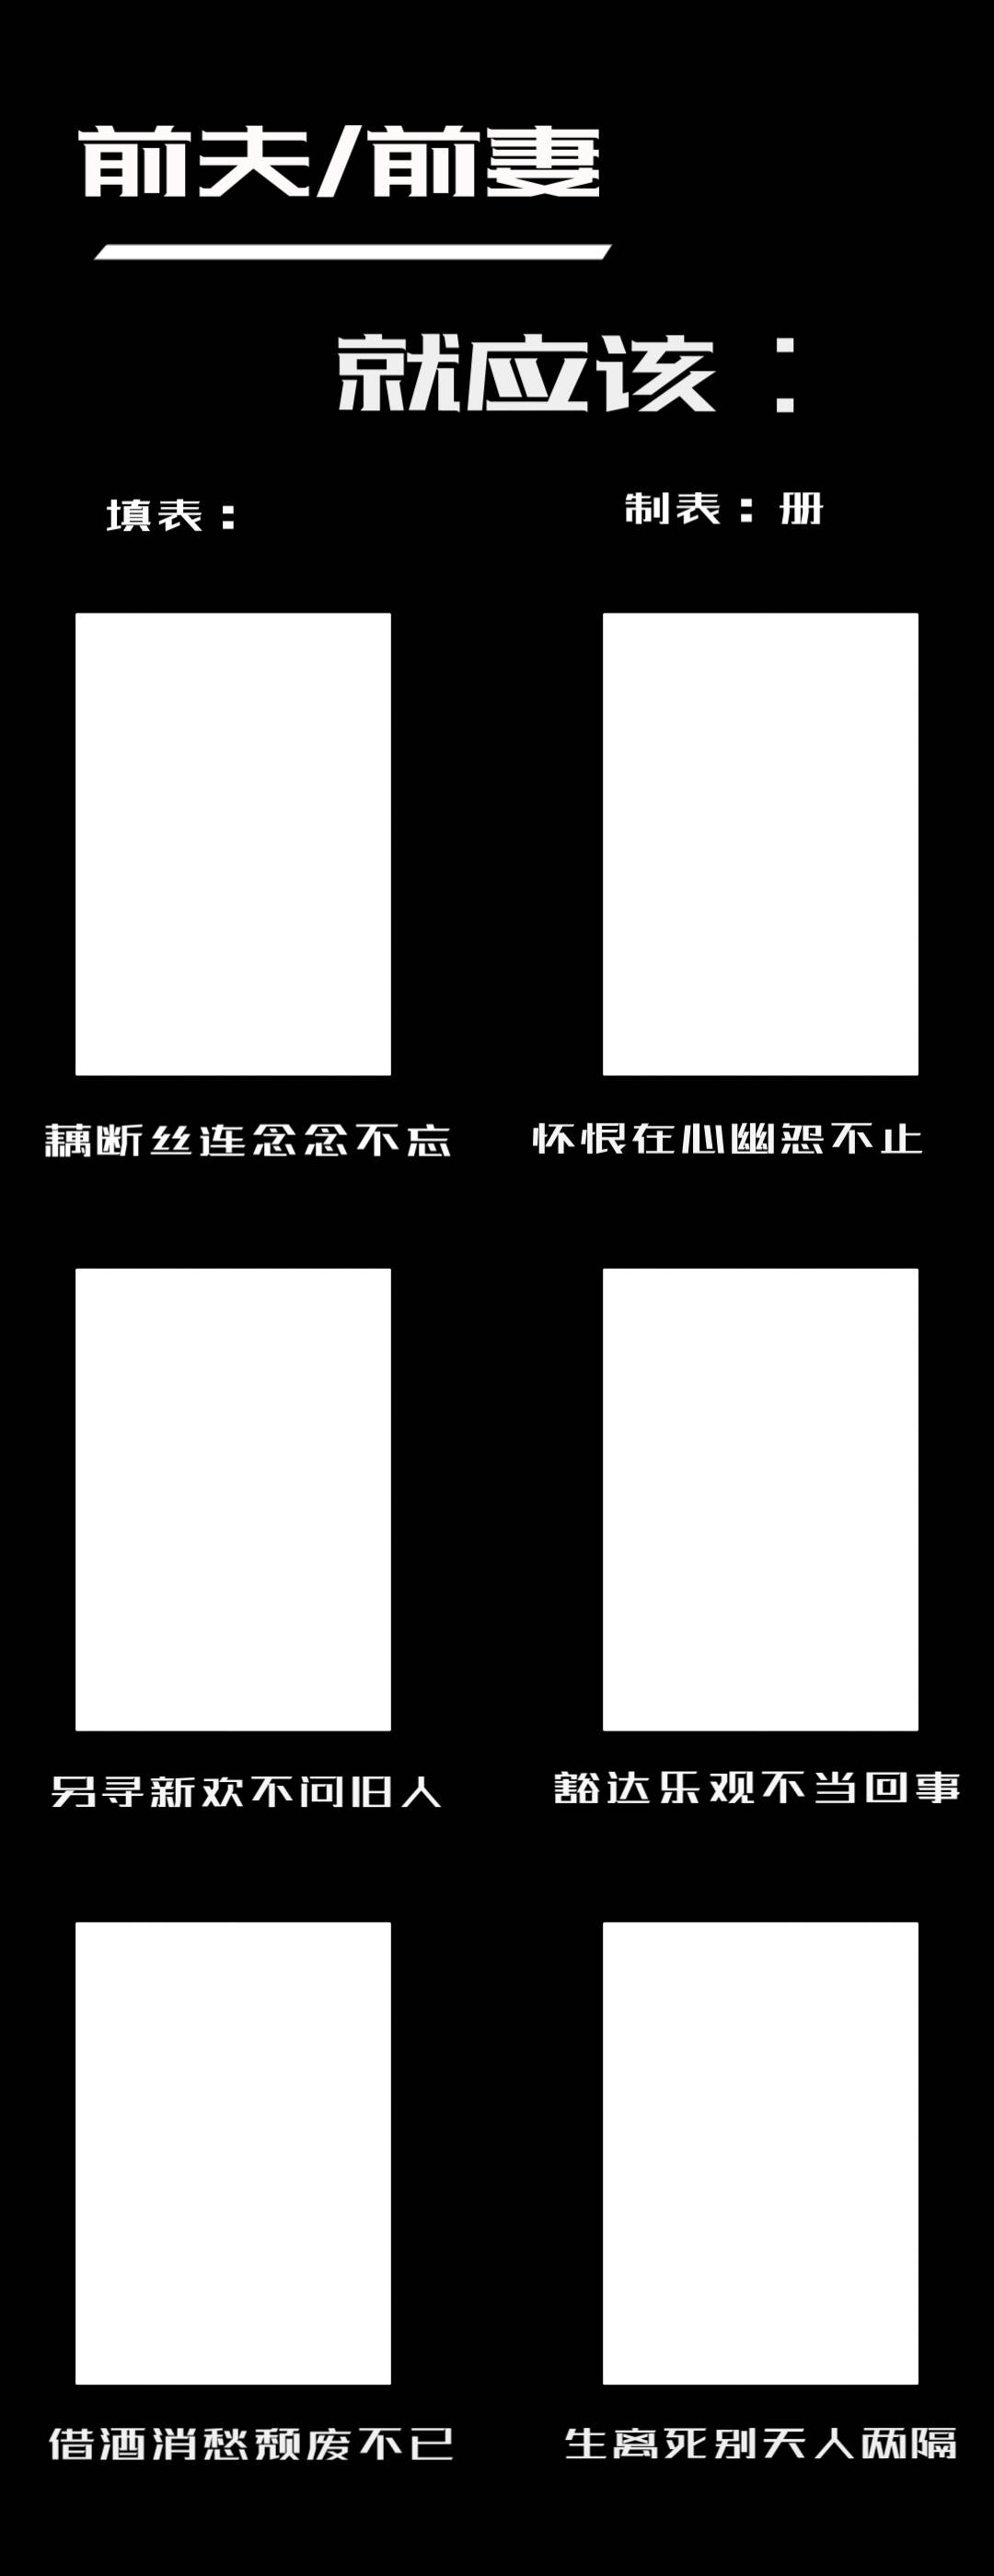 前夫/前妻
就应该：
填表：
制表：册
藕断丝连念念不忘
怀恨在心幽怨不止
另寻新欢不问旧人
豁达乐观不当回事
借酒消愁颓废不已
生离死别天人两隔